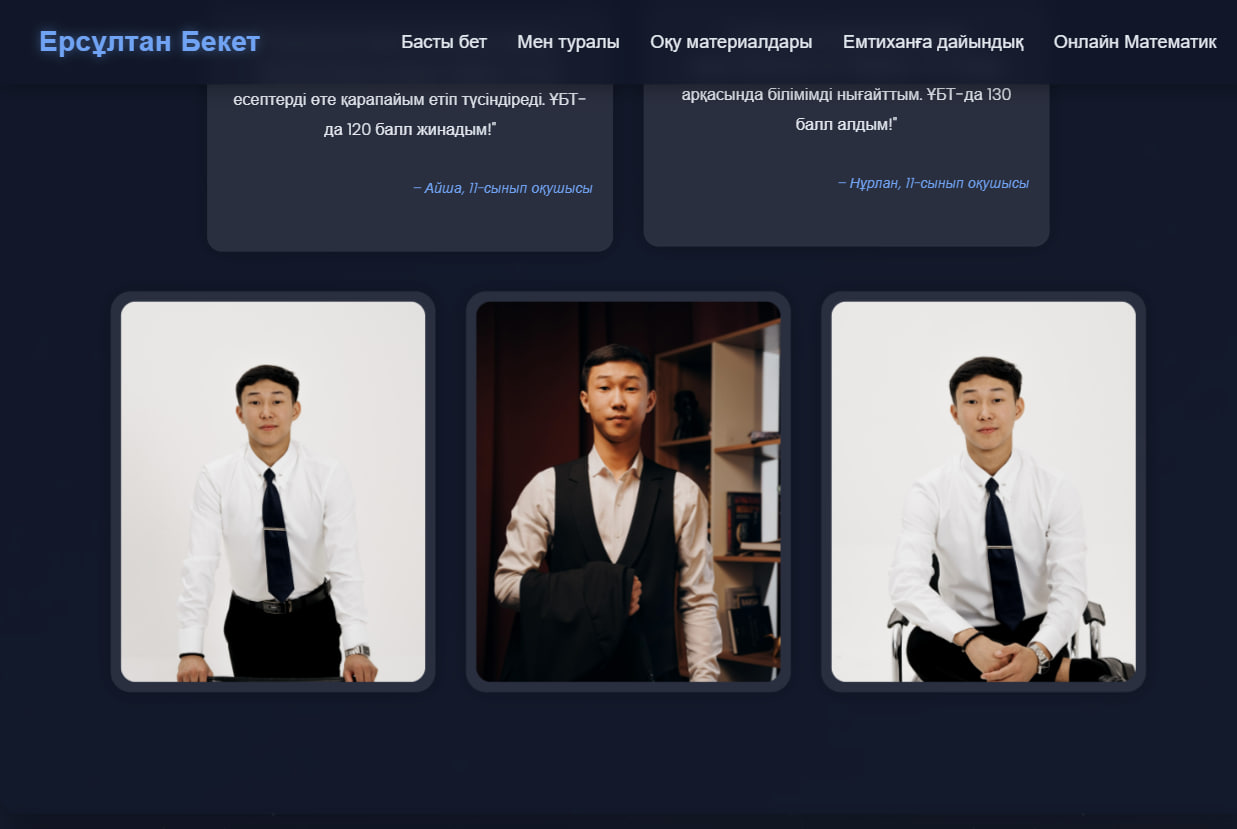 Ерсұлтан Бекет
Басты бет
Мен туралы
Оқу материалдары
Емтиханға дайындық
Онлайн Математик
есептерді өте қарапайым етіп түсіндіреді. ҰБТ-
да 120 балл жинадым!"
– Айша, 11-сынып оқушысы
арқасында білімімді нығайттым. ҰБТ-да 130
балл алдым!"
– Нұрлан, 11-сынып оқушысы